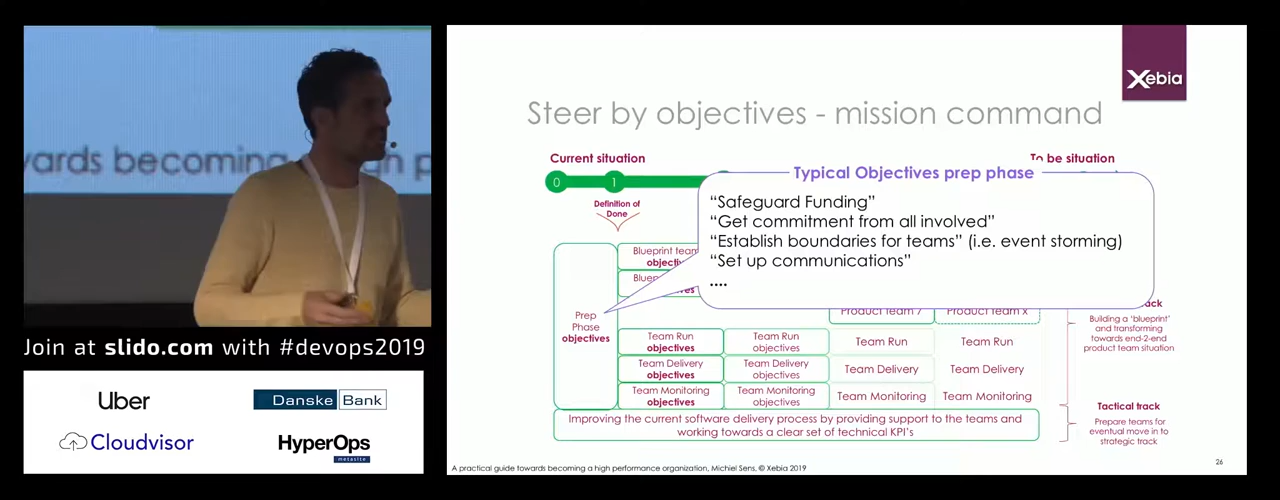 wards becoming
Join at slido.com with #devops2019
Uber
Danske Bank
Cloudvisor
HyperOps
metasite
Xebia
Steer by objectives - mission command
Current situation
To be situation
0
1
Definition of
Done
Typical Objectives prep phase
“Safeguard Funding”
“Get commitment from all involved”
“Establish boundaries for teams” (i.e. event storming)
“Set up communications”
....
Blueprint team
Prep
Phase
objectives
Product team 7
Product team x
Team Run
objectives
Team Run
objectives
Team Run
Team Run
Team Delivery
objectives
Team Delivery
objectives
Team Delivery
Team Delivery
Team Monitoring
objectives
Team Monitoring
objectives
Team Monitoring
Team Monitoring
Improving the current software delivery process by providing support to the teams and
working towards a clear set of technical KPI’s
Building a ‘blueprint’
and transforming
towards end-2-end
product team situation
Tactical track
Prepare teams for
eventual move in to
strategic track
A practical guide towards becoming a high performance organization, Michiel Sens, © Xebia 2019
26